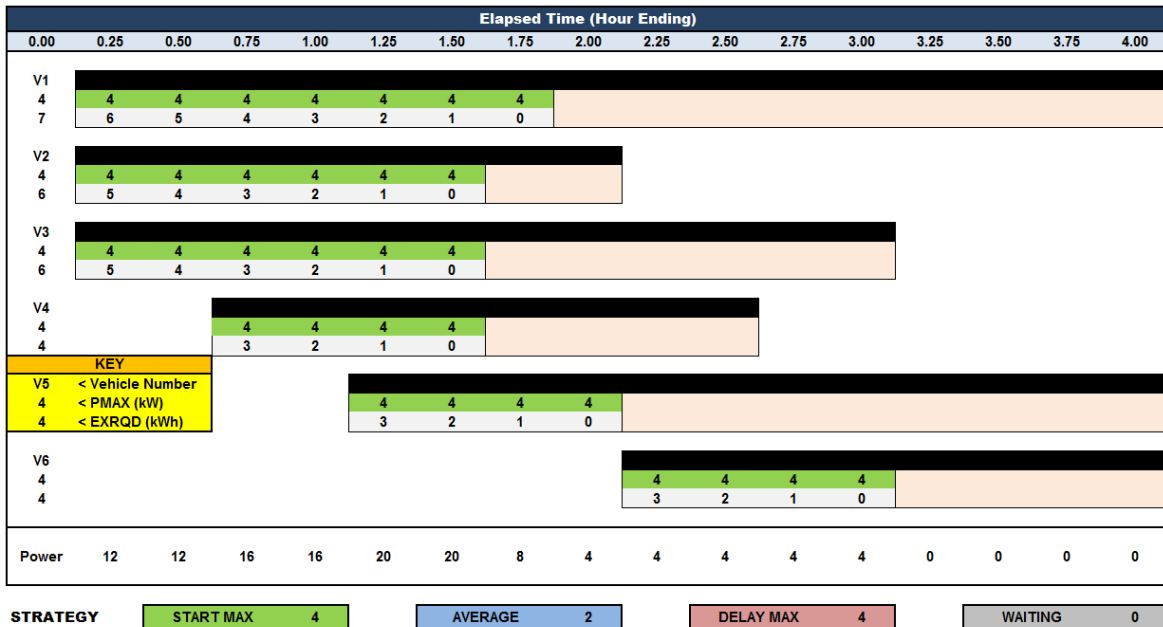 Elapsed Time (Hour Ending)
0.00 0.25 0.50 0.75 1.00 1.25 1.50 1.75 2.00 2.25 2.50 2.75 3.00 3.25 3.50 3.75 4.00
V1
4 4 4 4 4 4 4 4
7 6 5 4 3 2 1 0
V2
4 4 4 4 4 4 4
6 5 4 3 2 1 0
V3
4 4 4 4 4 4 4
6 5 4 3 2 1 0
V4
4 4 4 4 4
4 3 2 1 0
KEY
V5 < Vehicle Number
4 < PMAX (kW) 4 4 4 4
4 < EXRQD (kWh) 3 2 1 0
V6
4 4 4 4 4
4 3 2 1 0
Power 12 12 16 16 20 20 8 4 4 4 4 4 0 0 0 0
STRATEGY START MAX 4 AVERAGE 2 DELAY MAX 4 WAITING 0